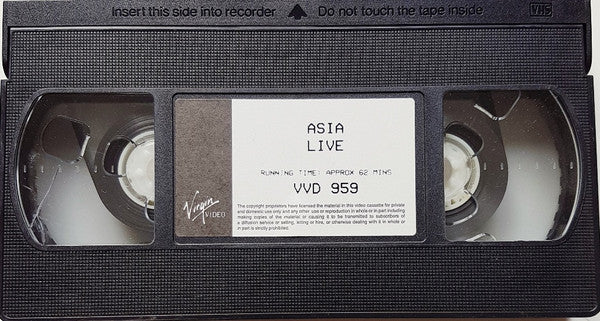 Insert this side into recorder Do not touch the tape inside VHS
ASIA
LIVE
RUNNING TIME: APPROX 62 MINS
VVD 959
Virgin
VIDEO
The copyright proprietors have licensed the material in this video cassette for private
and domestic use only and any other, use or reproduction in whole or in part including
making copies of the material or causing it to be transmitted to subscribers of
a diffusion service or selling, letting or hire, or otherwise dealing with it in whole or
in part is strictly prohibited.